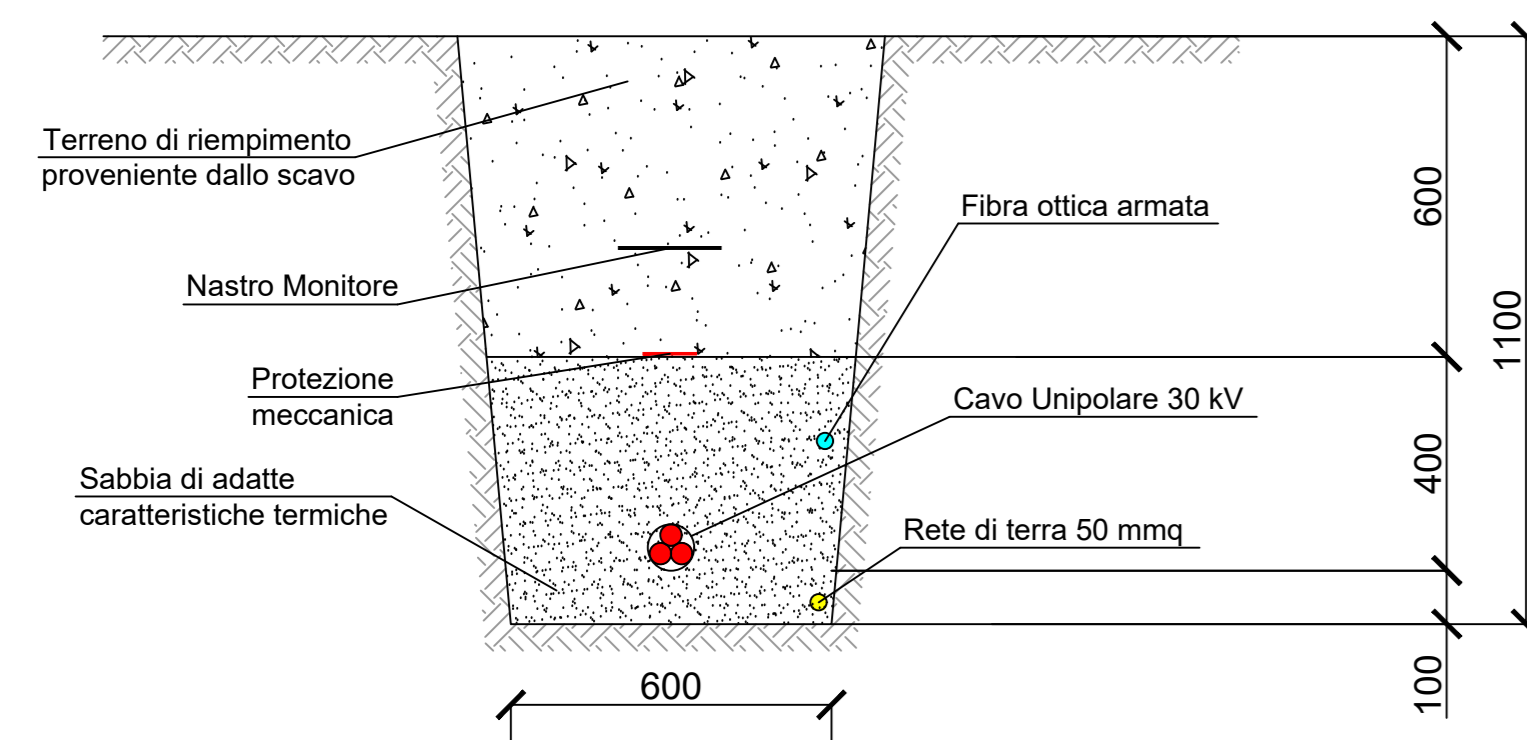 Terreno di riempimento
proveniente dallo scavo
Nastro Monitore
Protezione
meccanica
Sabbia di adatte
caratteristiche termiche
Fibra ottica armata
Cavo Unipolare 30 kV
Rete di terra 50 mmq
600
400
100
1100
600